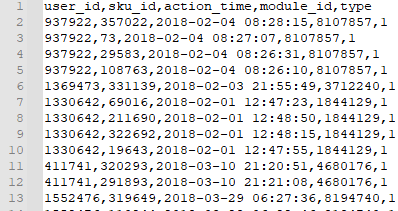 1 user_id,sku_id,action_time,module_id,type
2 937922,357022,2018-02-04 08:28:15,8107857,1
3 937922,73,2018-02-04 08:27:07,8107857,1
4 937922,29583,2018-02-04 08:26:31,8107857,1
5 937922,108763,2018-02-04 08:26:10,8107857,1
6 1369473,331139,2018-02-03 21:55:49,3712240,1
7 1330642,69016,2018-02-01 12:47:23,1844129,1
8 1330642,211690,2018-02-01 12:48:50,1844129,1
9 1330642,322692,2018-02-01 12:48:15,1844129,1
10 1330642,19643,2018-02-01 12:47:55,1844129,1
11 411741,320293,2018-03-10 21:20:51,4680176,1
12 411741,291893,2018-03-10 21:21:08,4680176,1
13 1552476,319649,2018-03-29 06:27:36,8194740,1